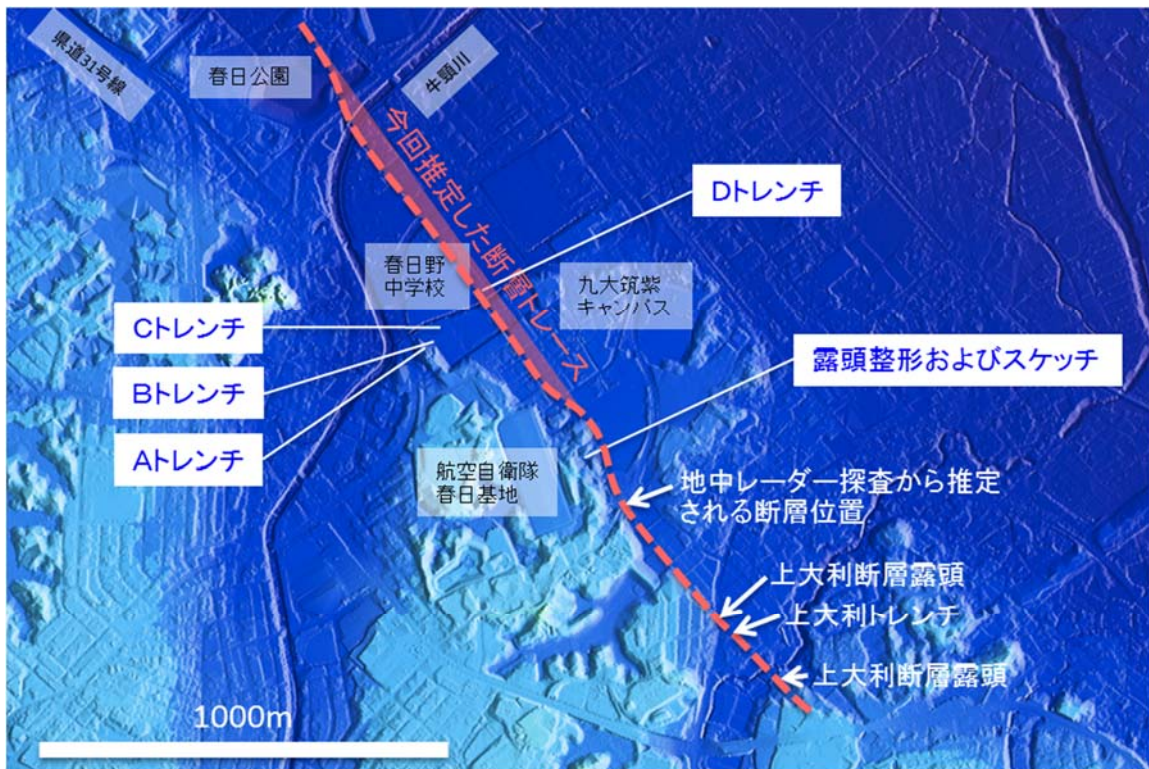 県道31号線
春日公園
牛頸川
今回推定した断層トレース
Dトレンチ
春日野
中学校
九大筑紫
キャンパス
Cトレンチ
Bトレンチ
Aトレンチ
露頭整形およびスケッチ
航空自衛隊
春日基地
地中レーダー探査から推定
される断層位置
上大利断層露頭
上大利トレンチ
上大利断層露頭
1000m